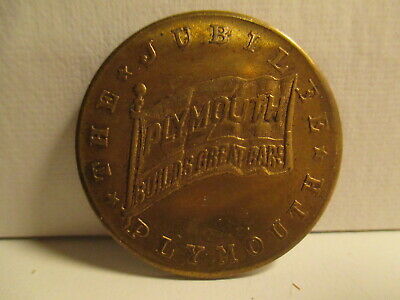 THE ★ JUBILEE ★
PLYMOUTH
BUILDS GREAT CARS
★ PLYMOUTH